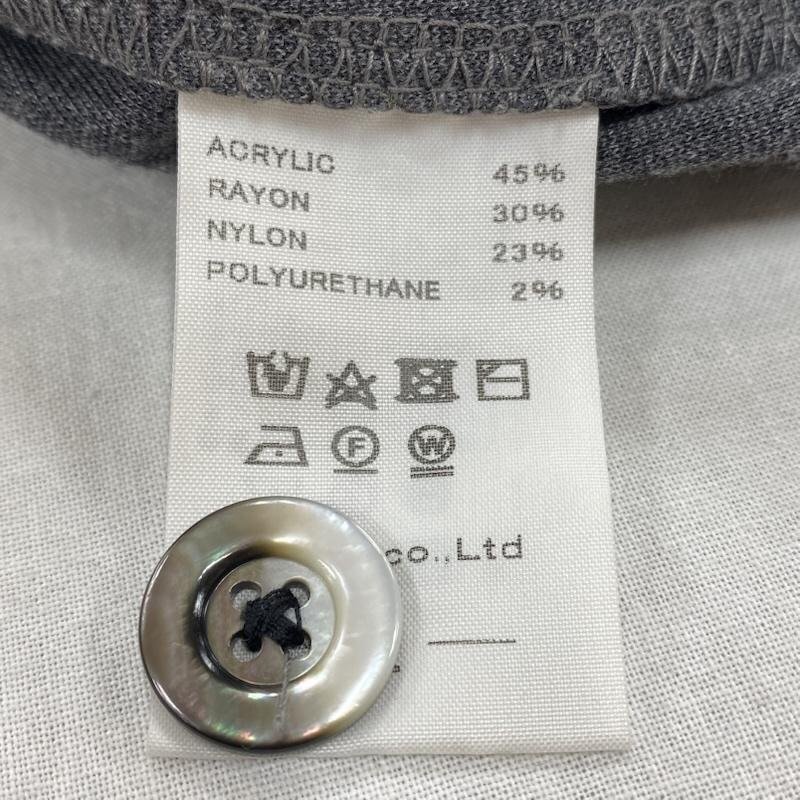 ACRYLIC 45%
RAYON 30%
NYLON 23%
POLYURETHANE 2%
F W
co.,Ltd